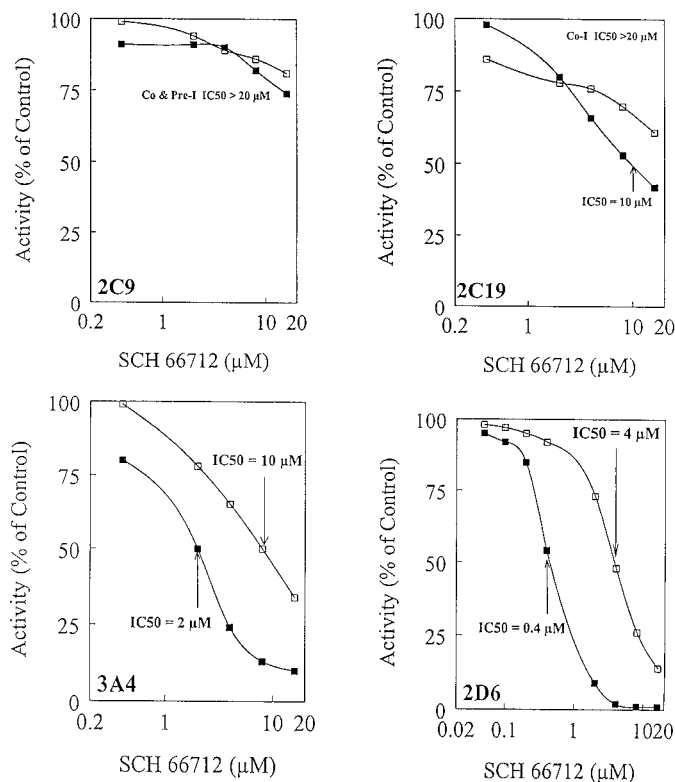 100
75
50
25
0
Activity (% of Control)
Co & Pre-I IC50 > 20 µM
2C9
0.2 1 10 20
SCH 66712 (µM)
100
75
50
25
0
Activity (% of Control)
Co-I IC50 >20 µM
IC50 = 10 µM
2C19
0.2 1 10 20
SCH 66712 (µM)
100
75
50
25
0
Activity (% of Control)
IC50 = 10 µM
IC50 = 2 µM
3A4
0.2 1 10 20
SCH 66712 (µM)
100
75
50
25
0
Activity (% of Control)
IC50 = 4 µM
IC50 = 0.4 µM
2D6
0.02 0.1 1 1020
SCH 66712 (µM)